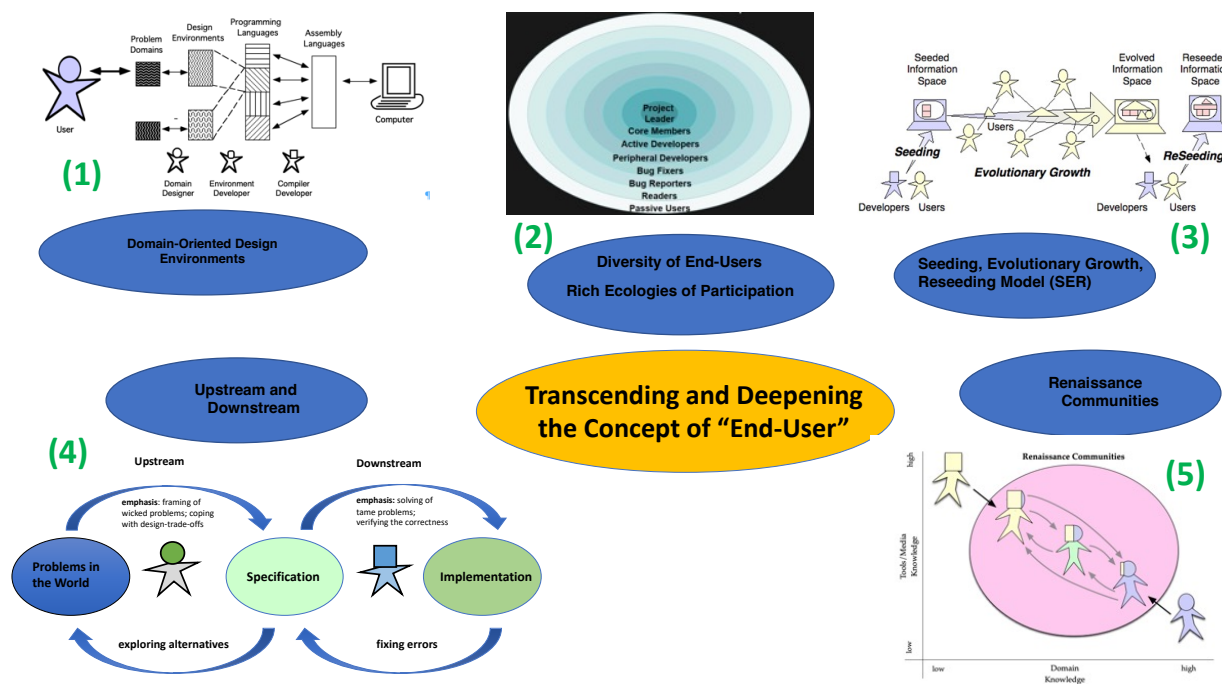 Problem
Domains
Design
Environments
Programming
Languages
Assembly
Languages
User
Computer
Domain
Designer
Environment
Developer
Compiler
Developer
¶
(1)
Domain-Oriented Design
Environments
Project
Leader
Core Members
Active Developers
Peripheral Developers
Bug Fixers
Bug Reporters
Readers
Passive Users
(2)
Diversity of End-Users
Rich Ecologies of Participation
Seeded
Information
Space
Evolved
Information
Space
Reseeded
Information
Space
Users
Seeding
Evolutionary Growth
ReSeeding
Developers
Users
Developers
Users
(3)
Seeding, Evolutionary Growth,
Reseeding Model (SER)
Upstream and
Downstream
Transcending and Deepening
the Concept of “End-User”
Renaissance
Communities
(4)
Upstream
Downstream
emphasis: framing of
wicked problems; coping
with design-trade-offs
emphasis: solving of
tame problems;
verifying the correctness
Problems in
the World
Specification
Implementation
exploring alternatives
fixing errors
(5)
Renaissance Communities
high
Tools / Media
Knowledge
low
low
Domain
Knowledge
high